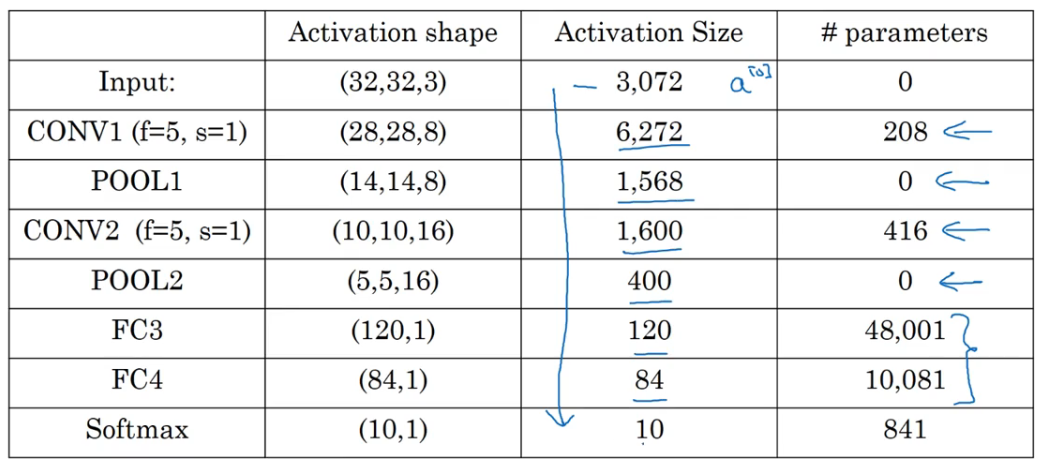 Activation shape Activation Size # parameters
Input: (32,32,3) 3,072 a[0] 0
CONV1 (f=5, s=1) (28,28,8) 6,272 208
POOL1 (14,14,8) 1,568 0
CONV2 (f=5, s=1) (10,10,16) 1,600 416
POOL2 (5,5,16) 400 0
FC3 (120,1) 120 48,001
FC4 (84,1) 84 10,081
Softmax (10,1) 10 841